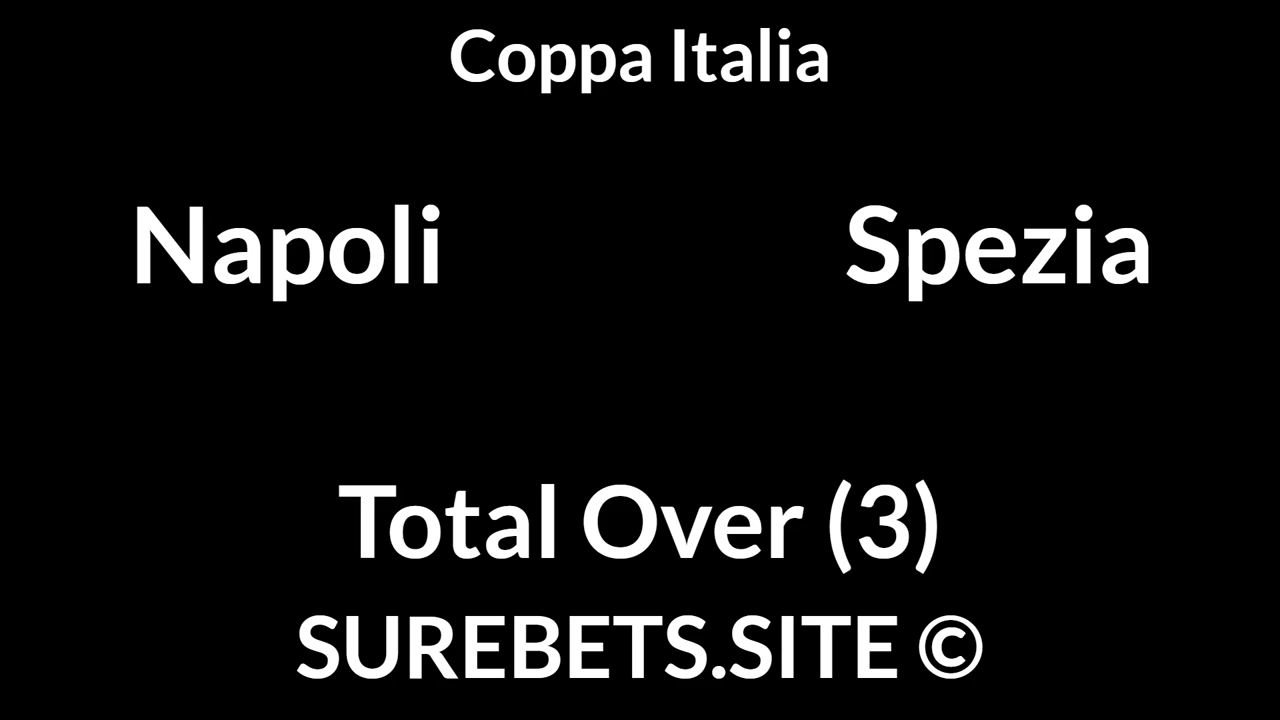 Coppa Italia
Napoli Spezia
Total Over (3)
SUREBETS.SITE ©